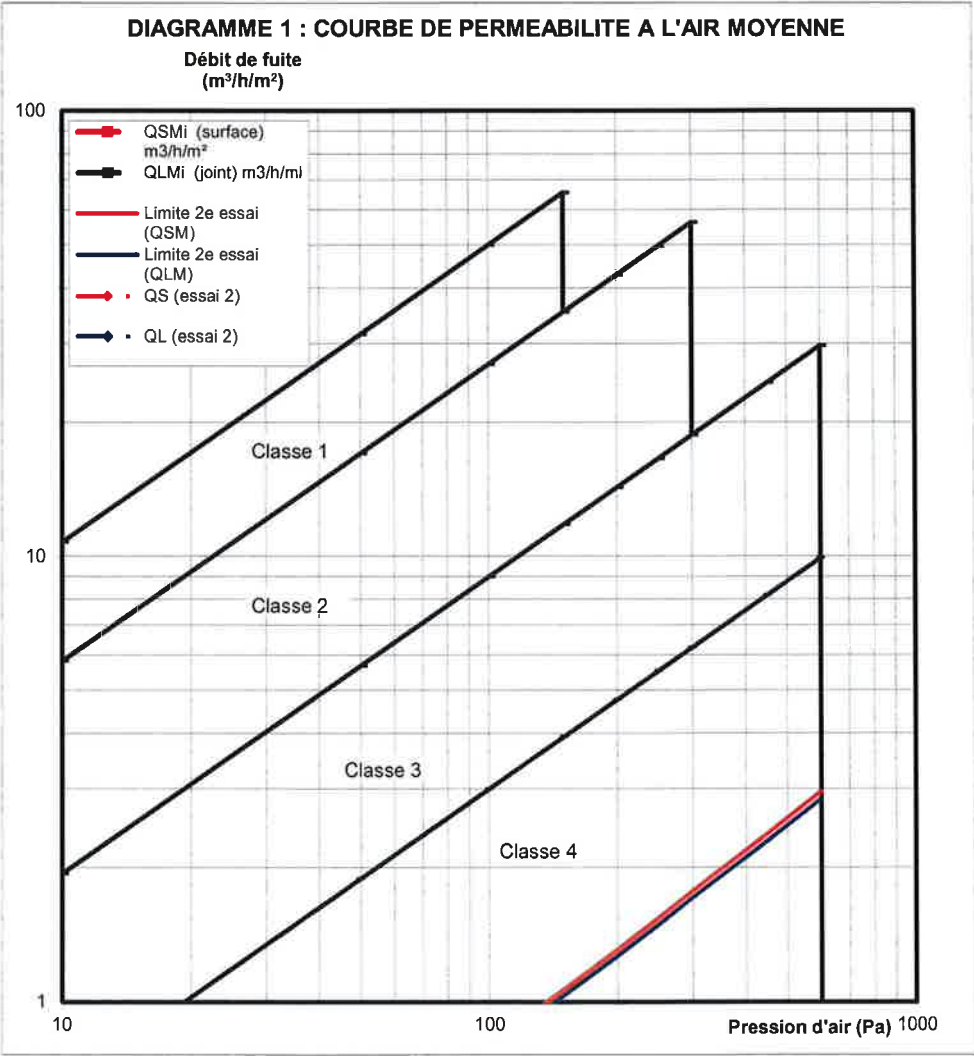 DIAGRAMME 1 : COURBE DE PERMEABILITE A L'AIR MOYENNE
Débit de fuite
(m³/h/m²)
100
QSMi (surface)
m3/h/m²
QLMi (joint) m3/h/ml
Limite 2e essai
(QSM)
Limite 2e essai
(QLM)
QS (essai 2)
QL (essai 2)
Classe 1
10
Classe 2
Classe 3
Classe 4
1
10
100
Pression d'air (Pa)
1000